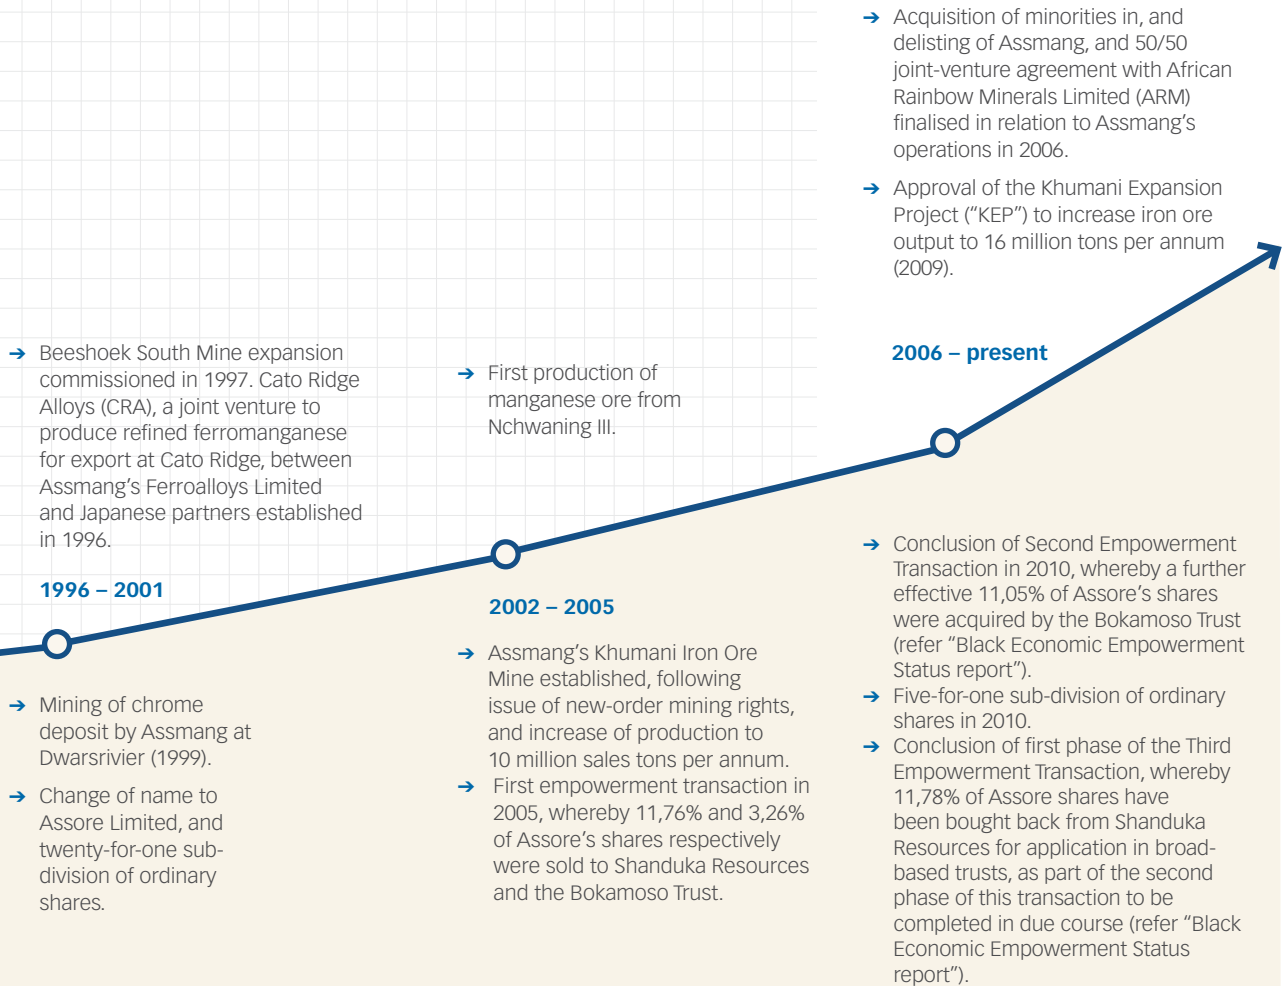 → Beeshoek South Mine expansion
commissioned in 1997. Cato Ridge
Alloys (CRA), a joint venture to
produce refined ferromanganese
for export at Cato Ridge, between
Assmang's Ferroalloys Limited
and Japanese partners established
in 1996.
1996 – 2001
→ Mining of chrome
deposit by Assmang at
Dwarsrivier (1999).
→ Change of name to
Assore Limited, and
twenty-for-one sub-
division of ordinary
shares.
→ First production of
manganese ore from
Nchwaning III.
2002 – 2005
→ Assmang's Khumani Iron Ore
Mine established, following
issue of new-order mining rights,
and increase of production to
10 million sales tons per annum.
→ First empowerment transaction in
2005, whereby 11,76% and 3,26%
of Assore's shares respectively
were sold to Shanduka Resources
and the Bokamoso Trust.
→ Acquisition of minorities in, and
delisting of Assmang, and 50/50
joint-venture agreement with African
Rainbow Minerals Limited (ARM)
finalised in relation to Assmang's
operations in 2006.
→ Approval of the Khumani Expansion
Project ("KEP") to increase iron ore
output to 16 million tons per annum
(2009).
2006 – present
→ Conclusion of Second Empowerment
Transaction in 2010, whereby a further
effective 11,05% of Assore's shares
were acquired by the Bokamoso Trust
(refer "Black Economic Empowerment
Status report").
→ Five-for-one sub-division of ordinary
shares in 2010.
→ Conclusion of first phase of the Third
Empowerment Transaction, whereby
11,78% of Assore shares have
been bought back from Shanduka
Resources for application in broad-
based trusts, as part of the second
phase of this transaction to be
completed in due course (refer "Black
Economic Empowerment Status
report").